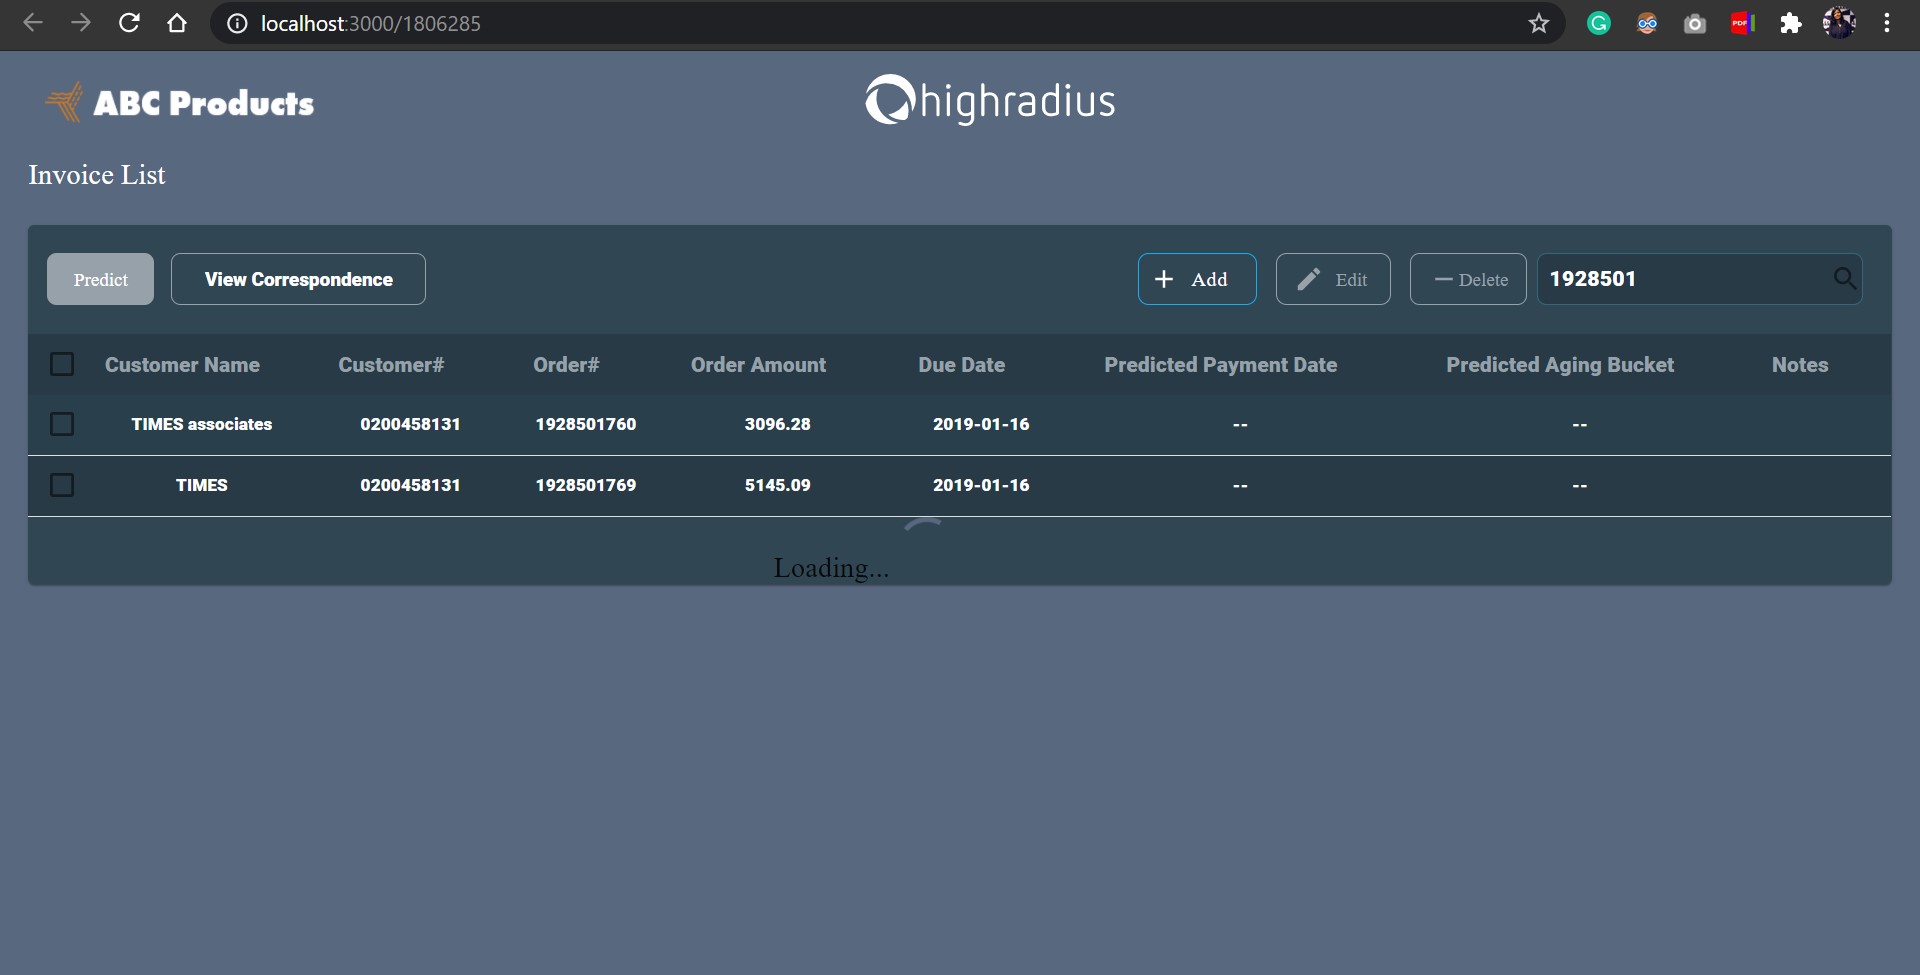 localhost:3000/1806285
PDF
ABC Products
highradius
Invoice List
Predict View Correspondence + Add Edit — Delete 1928501
Customer Name Customer# Order# Order Amount Due Date Predicted Payment Date Predicted Aging Bucket Notes
TIMES associates 0200458131 1928501760 3096.28 2019-01-16 -- --
TIMES 0200458131 1928501769 5145.09 2019-01-16 -- --
Loading...